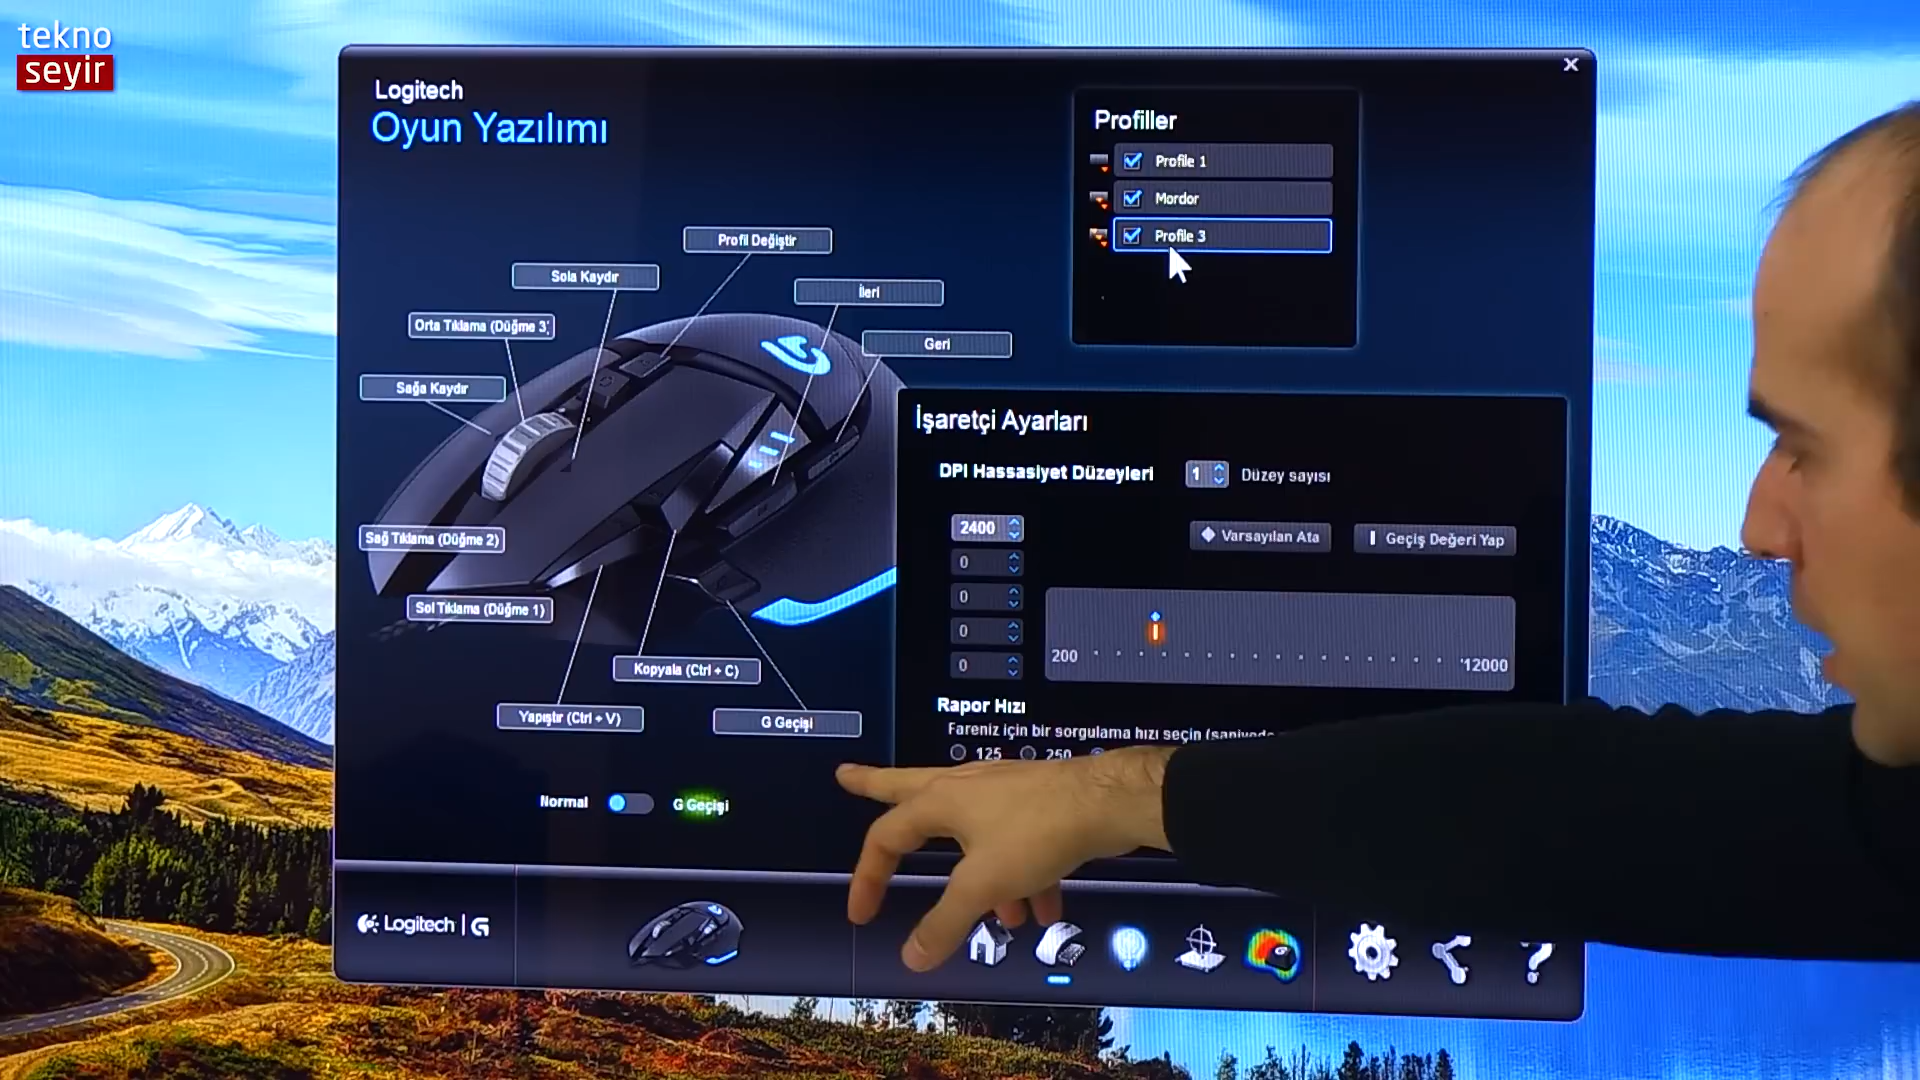 tekno
seyir
Logitech
Oyun Yazılımı
Profiller
Profile 1
Mordor
Profile 3
Profil Değiştir
Sola Kaydır
İleri
Orta Tıklama (Düğme 3)
Geri
Sağa Kaydır
Sağ Tıklama (Düğme 2)
Sol Tıklama (Düğme 1)
Kopyala (Ctrl + C)
Yapıştır (Ctrl + V)
G Geçişi
Normal
G Geçişi
İşaretçi Ayarları
DPI Hassasiyet Düzeyleri 1 Düzey sayısı
2400
Varsayılan Ata
Geçiş Değeri Yap
0
0
0
0
200
12000
Rapor Hızı
Fareniz için bir sorgulama hızı seçin
125 250
Logitech | G